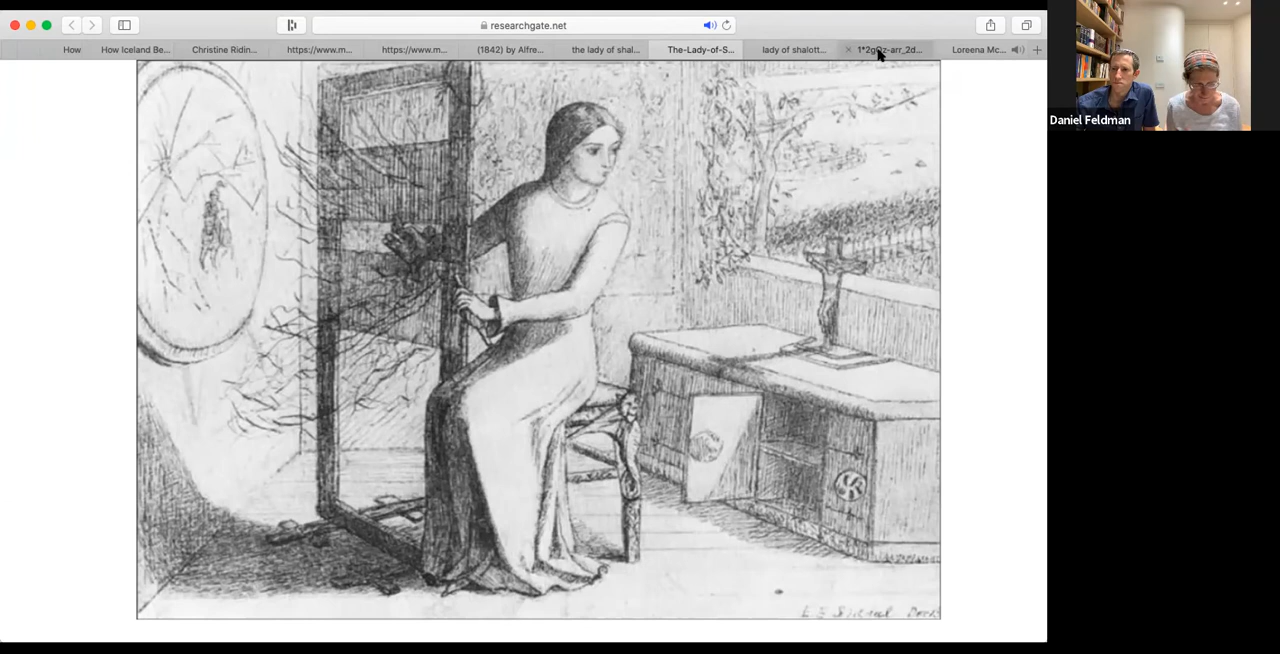 researchgate.net
How
How Iceland Be...
Christine Ridin...
https://www.m...
https://www.m...
(1842) by Alfre...
the lady of shal...
The-Lady-of-S...
lady of shalott...
Loreena Mc...
Daniel Feldman